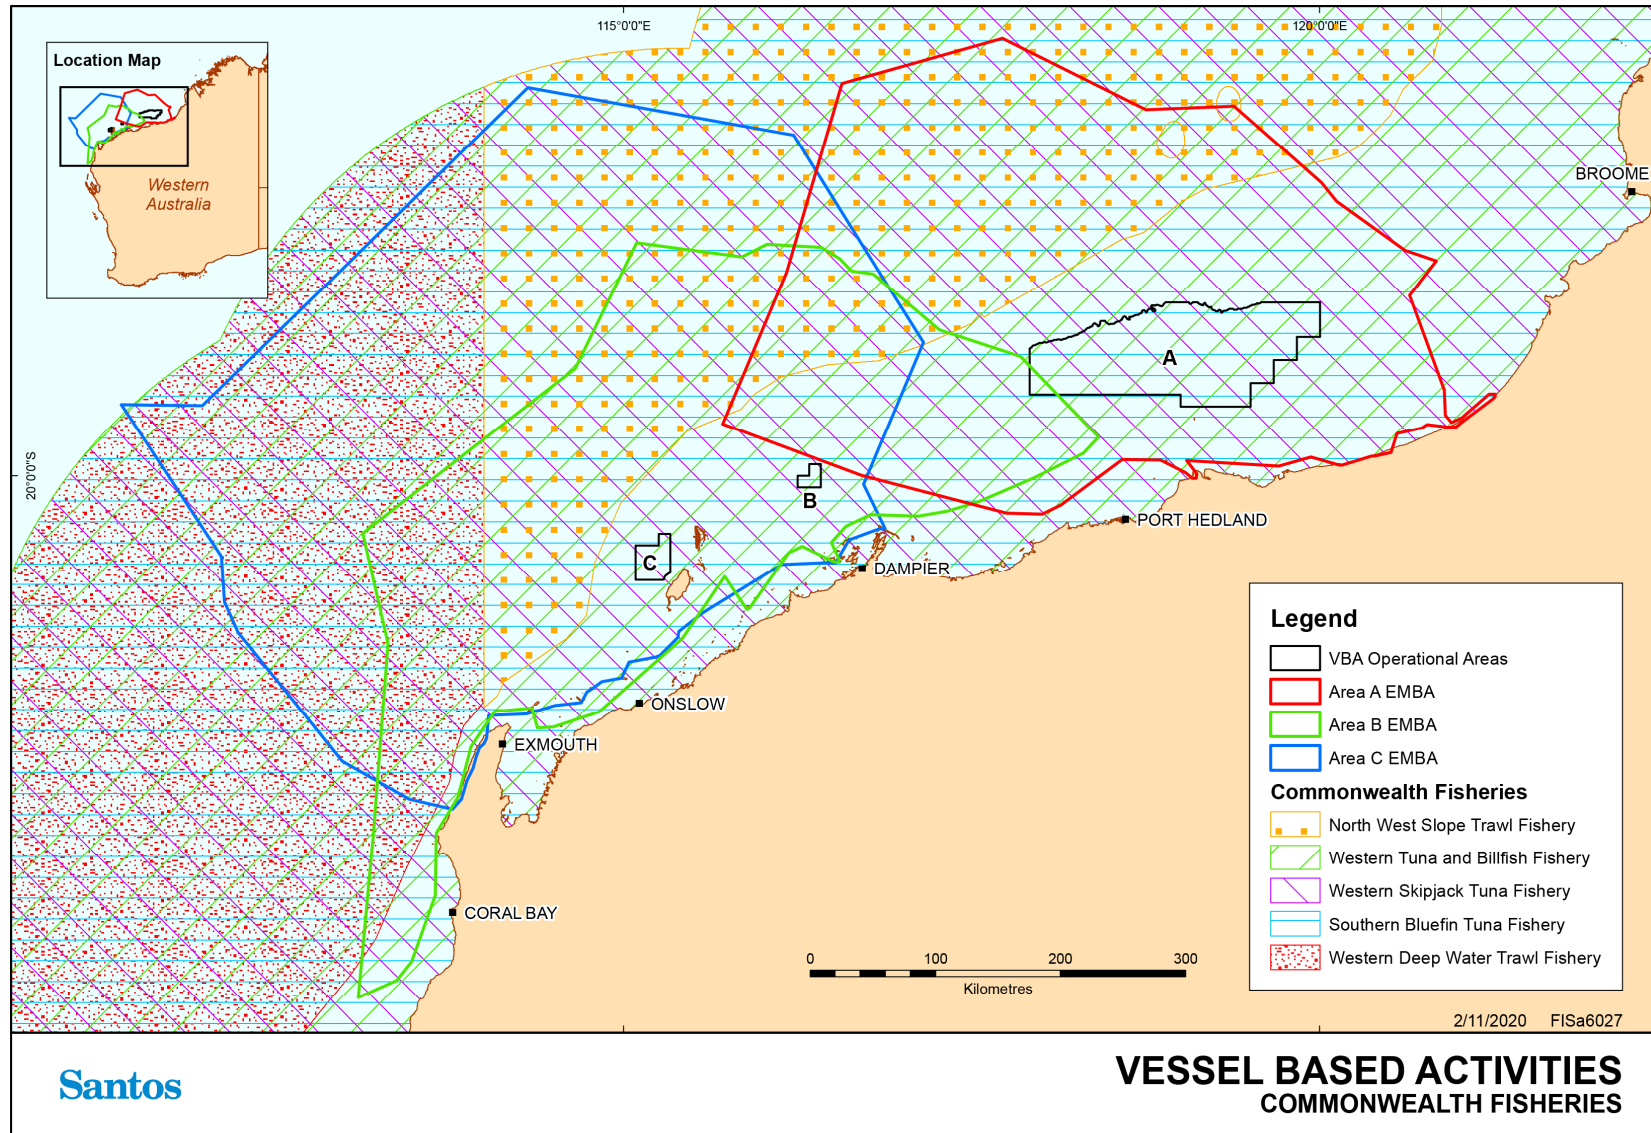 115°0'0"E
120°0'0"E
Location Map
Western
Australia
BROOME
A
20°0'0"S
B
PORT HEDLAND
C
DAMPIER
ONSLOW
EXMOUTH
CORAL BAY
0 100 200 300
Kilometres
Legend
VBA Operational Areas
Area A EMBA
Area B EMBA
Area C EMBA
Commonwealth Fisheries
North West Slope Trawl Fishery
Western Tuna and Billfish Fishery
Western Skipjack Tuna Fishery
Southern Bluefin Tuna Fishery
Western Deep Water Trawl Fishery
2/11/2020 FISa6027
Santos
VESSEL BASED ACTIVITIES
COMMONWEALTH FISHERIES